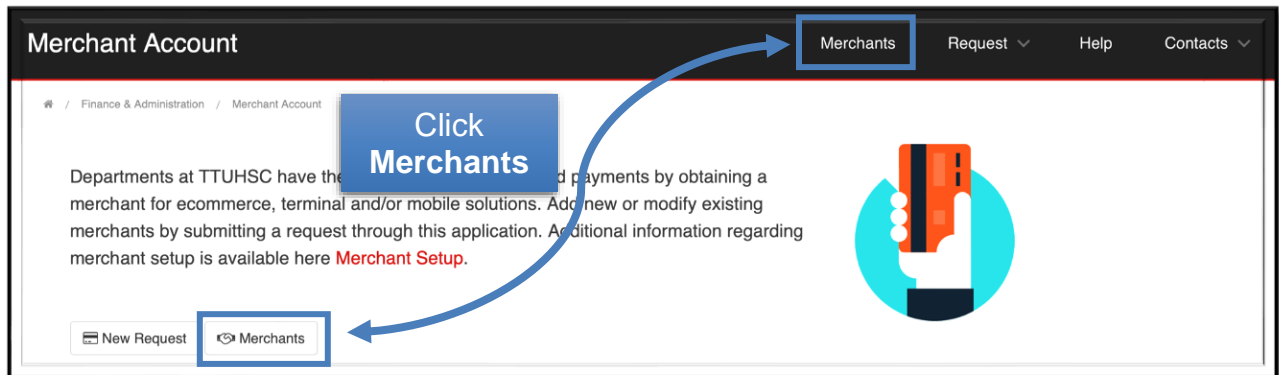 Merchant Account
Merchants Request Help Contacts
/ Finance & Administration / Merchant Account
Click
Merchants
Departments at TTUHSC have the d payments by obtaining a
merchant for ecommerce, terminal and/or mobile solutions. Add new or modify existing
merchants by submitting a request through this application. Additional information regarding
merchant setup is available here Merchant Setup.
New Request Merchants